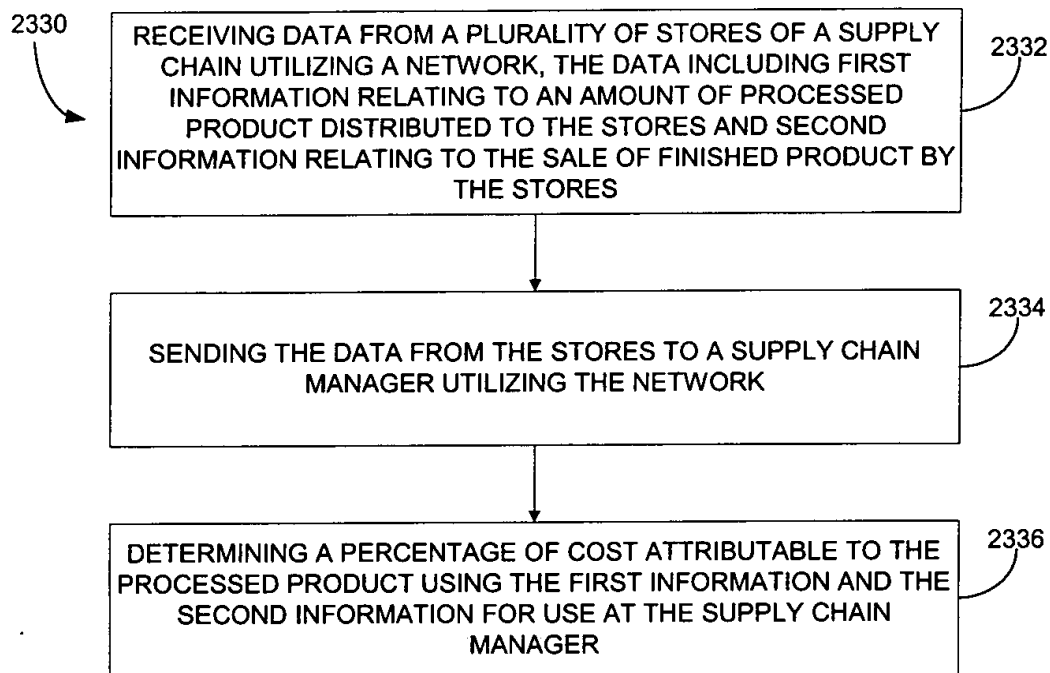 2330
RECEIVING DATA FROM A PLURALITY OF STORES OF A SUPPLY
CHAIN UTILIZING A NETWORK, THE DATA INCLUDING FIRST
INFORMATION RELATING TO AN AMOUNT OF PROCESSED
PRODUCT DISTRIBUTED TO THE STORES AND SECOND
INFORMATION RELATING TO THE SALE OF FINISHED PRODUCT BY
THE STORES
2332
SENDING THE DATA FROM THE STORES TO A SUPPLY CHAIN
MANAGER UTILIZING THE NETWORK
2334
DETERMINING A PERCENTAGE OF COST ATTRIBUTABLE TO THE
PROCESSED PRODUCT USING THE FIRST INFORMATION AND THE
SECOND INFORMATION FOR USE AT THE SUPPLY CHAIN
MANAGER
2336